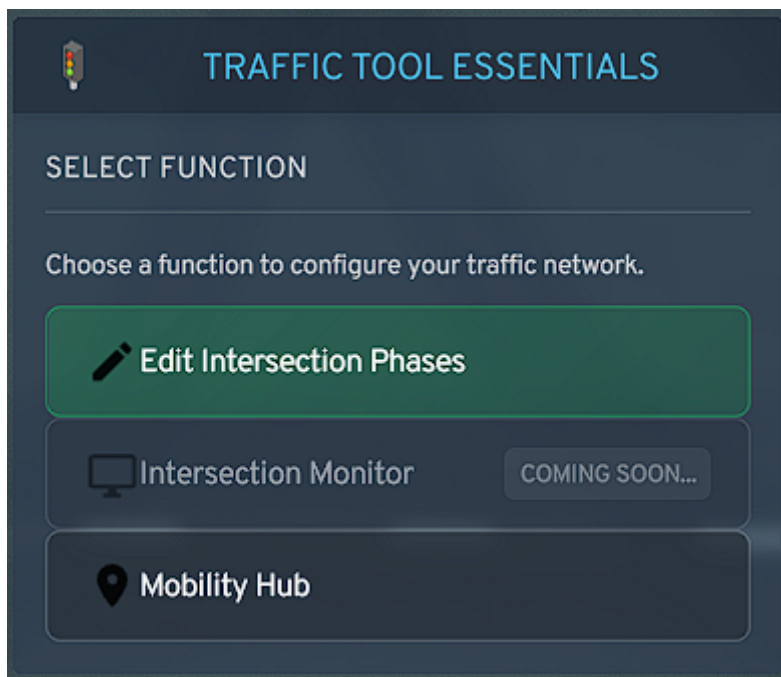 TRAFFIC TOOL ESSENTIALS
SELECT FUNCTION
Choose a function to configure your traffic network.
Edit Intersection Phases
Intersection Monitor COMING SOON...
Mobility Hub